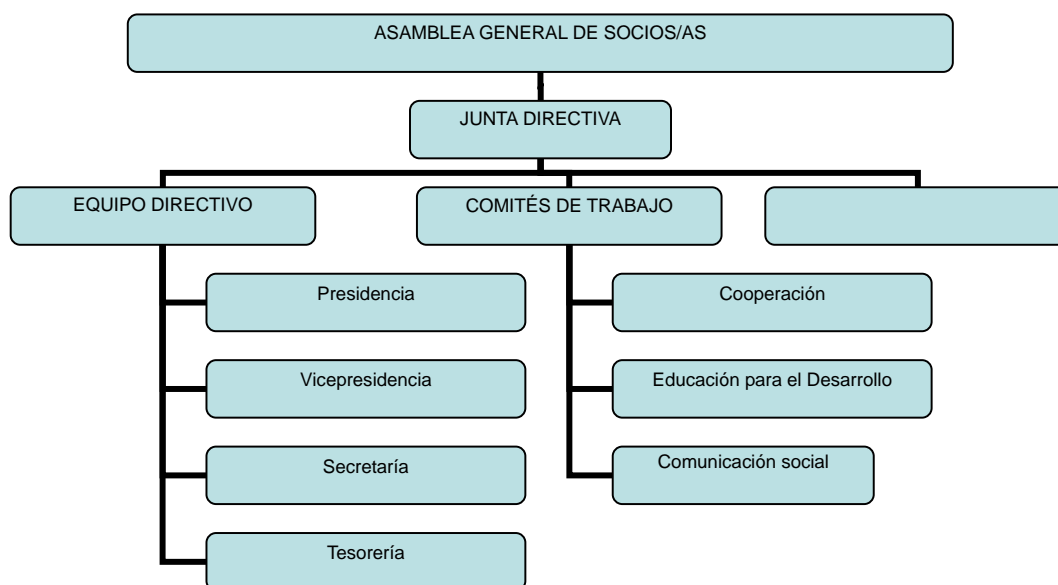 ASAMBLEA GENERAL DE SOCIOS/AS
JUNTA DIRECTIVA
EQUIPO DIRECTIVO
COMITÉS DE TRABAJO
Presidencia
Cooperación
Vicepresidencia
Educación para el Desarrollo
Secretaría
Comunicación social
Tesorería